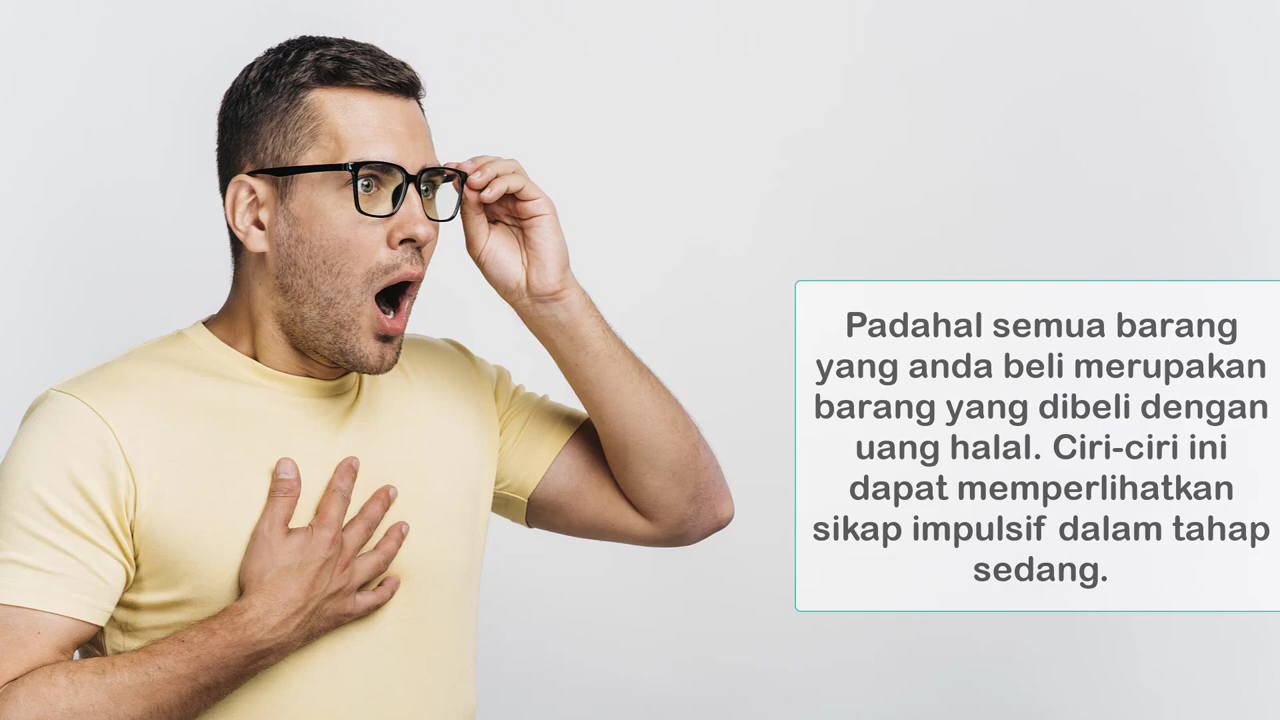 Padahal semua barang
yang anda beli merupakan
barang yang dibeli dengan
uang halal. Ciri-ciri ini
dapat memperlihatkan
sikap impulsif dalam tahap
sedang.